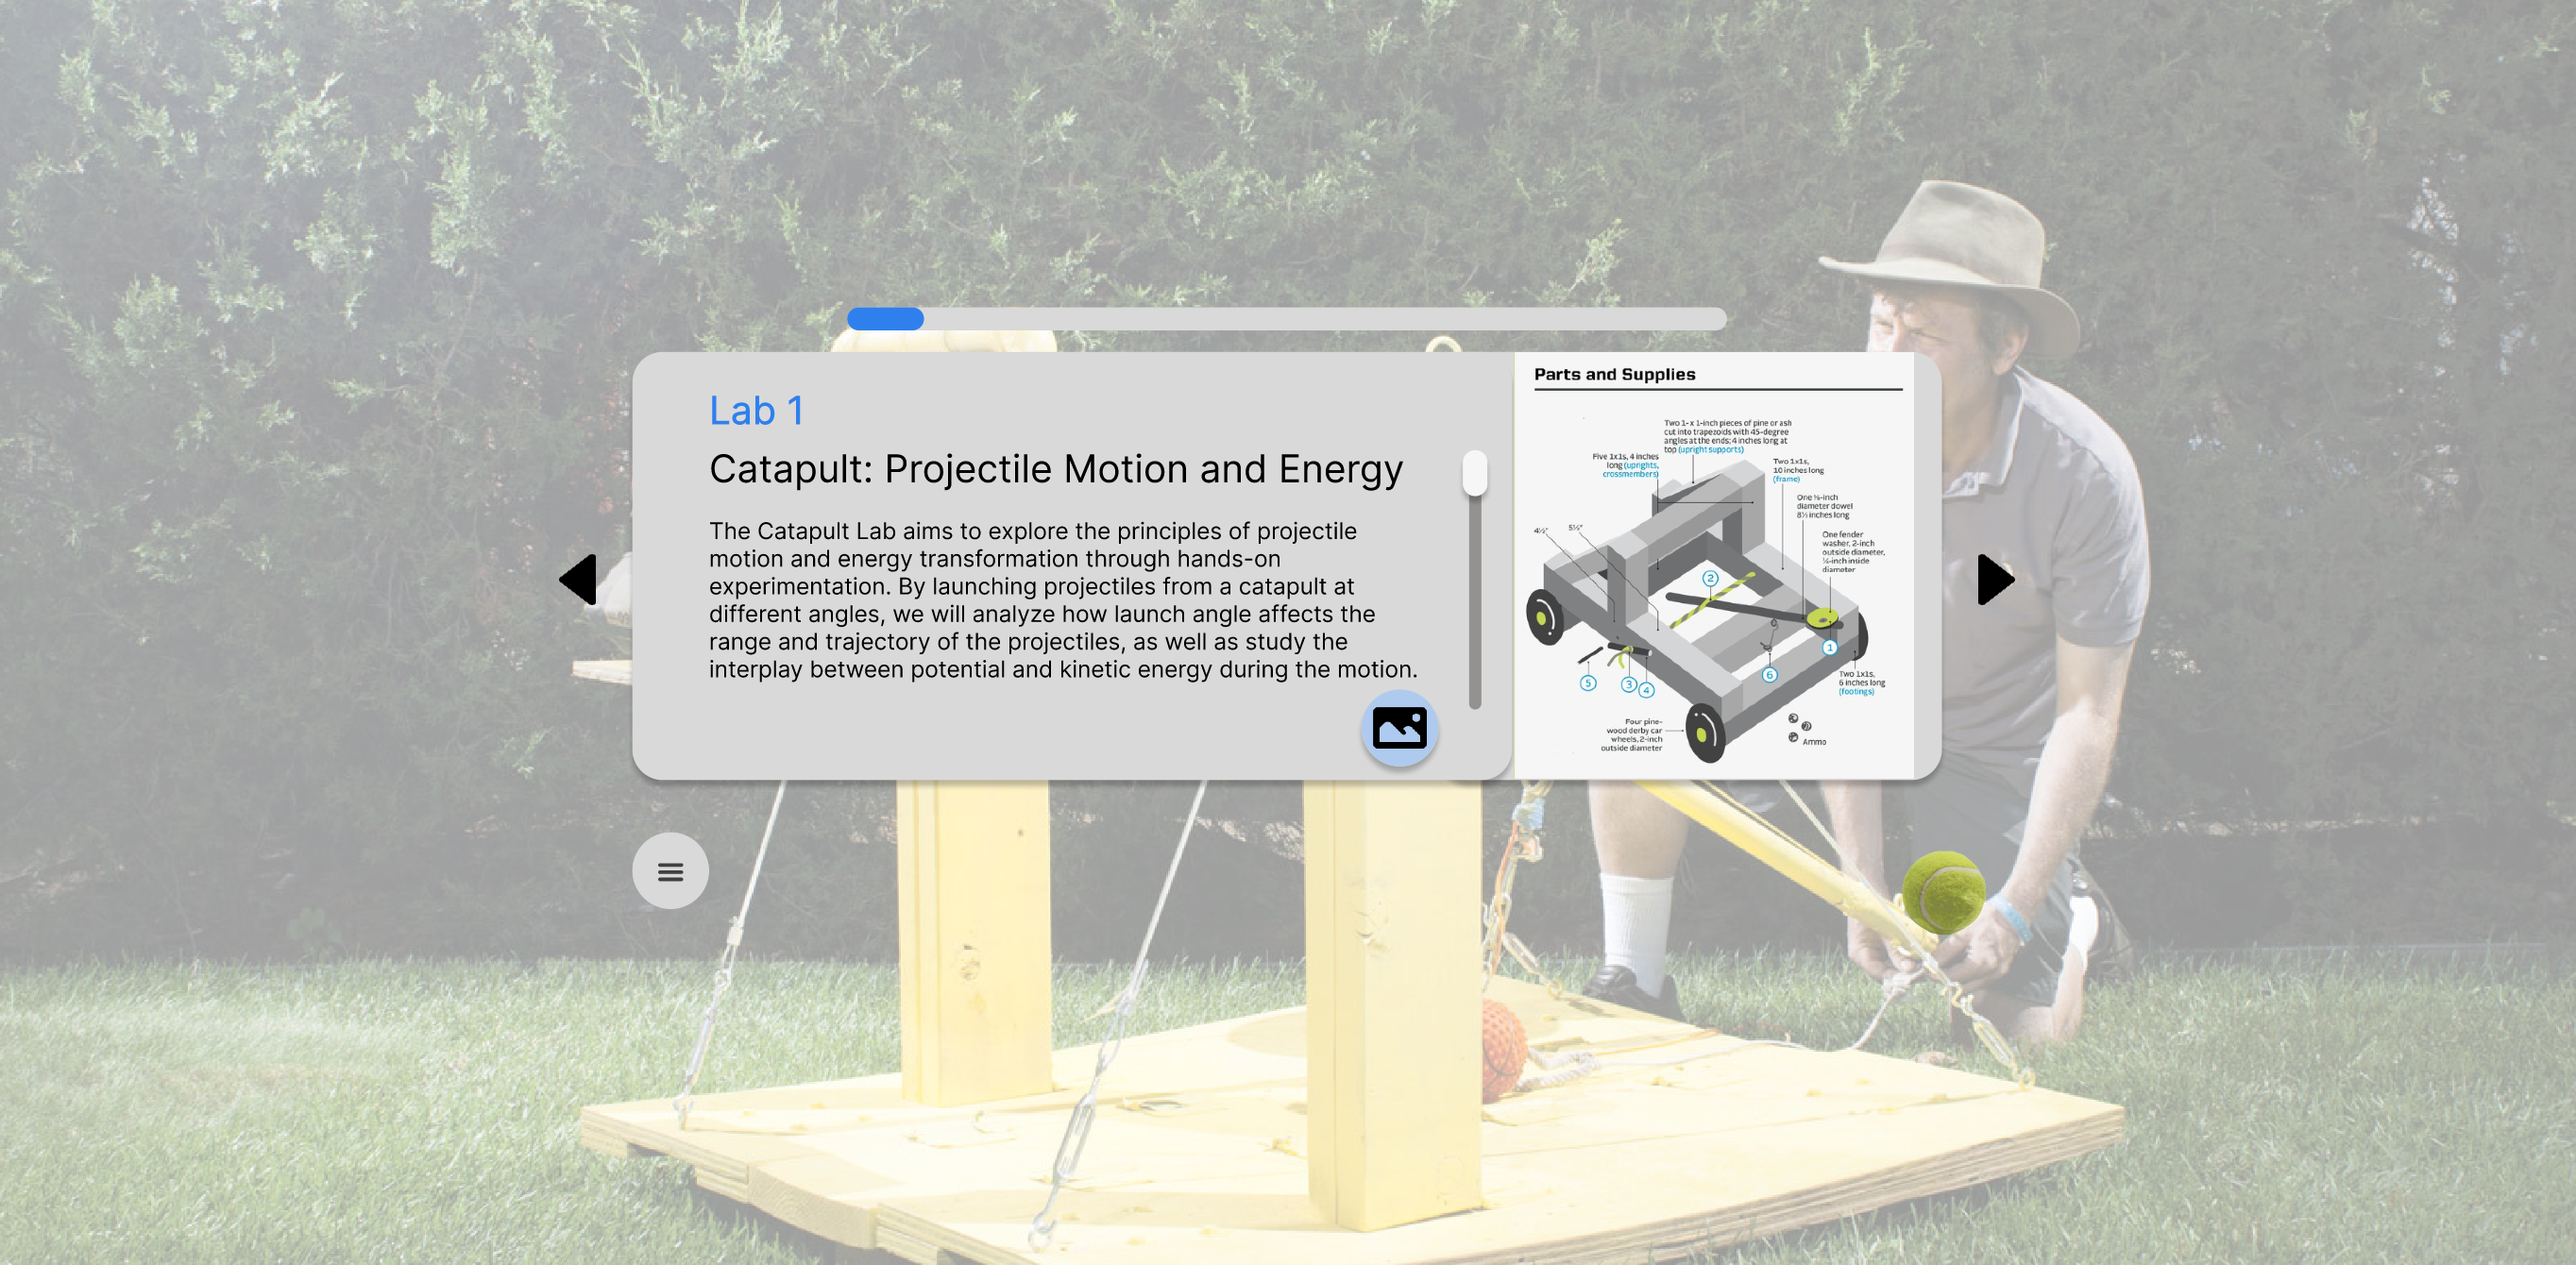 Lab 1
Catapult: Projectile Motion and Energy
The Catapult Lab aims to explore the principles of projectile
motion and energy transformation through hands-on
experimentation. By launching projectiles from a catapult at
different angles, we will analyze how launch angle affects the
range and trajectory of the projectiles, as well as study the
interplay between potential and kinetic energy during the motion.
Parts and Supplies
Two 1- x 1-inch pieces of pine or ash
cut into trapezoids with 45-degree
angles at the ends; 4 inches long at
top (upright supports)
Five 1x1s, 4 inches
long (uprights,
crossmembers)
Two 1x1s,
10 inches long
(frame)
diameter dowel
8½ inches long
One fender
washer, 2-inch
outside diameter,
¼-inch inside
diameter
4½"
5½"
2
1
6
5
3
4
Two 1x1s,
6 inches long
(footings)
Four pine-
wood derby car
wheels, 2-inch
outside diameter
Ammo